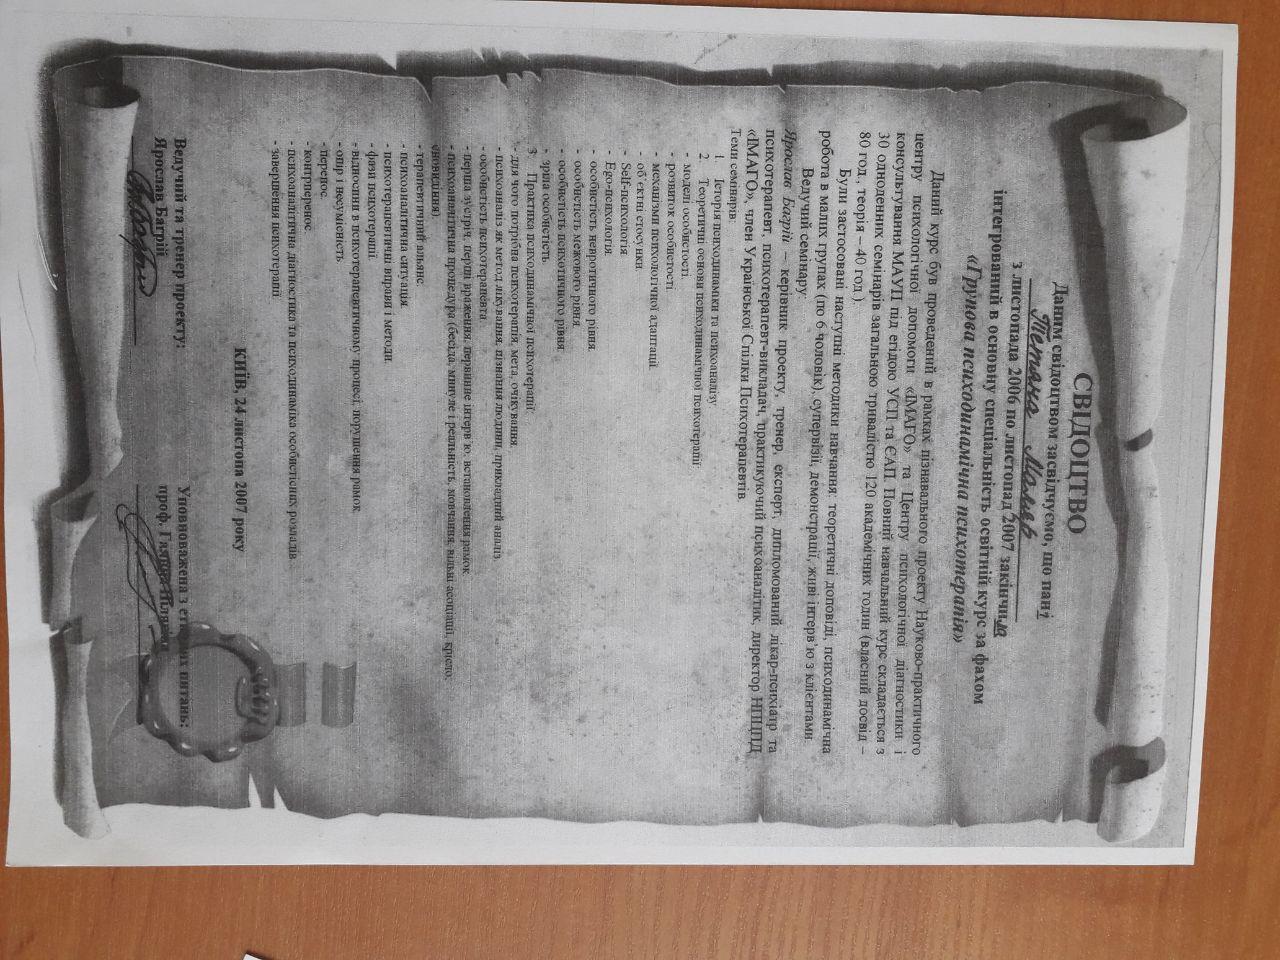 СВІДОЦТВО
Даним свідоцтвом засвідчуємо, що пані
Тетяна Маляр
з листопада 2006 по листопад 2007 закінчила
інтегрований в основну спеціальність освітній курс за фахом
«Групова психодинамічна психотерапія»
Даний курс був проведений в рамках пізнавального проекту Науково-практичного
центру психологічної допомоги «ІМАГО» та Центру психологічної діагностики і
консультування МАУП під егідою УСП та ЄАП. Повний навчальний курс складається з
30 одноденних семінарів загальною тривалістю 120 академічних годин (власний досвід –
80 год., теорія – 40 год.).
Були застосовані наступні методики навчання: теоретичні доповіді, психодинамічна
робота в малих групах (по 6 чоловік), супервізії, демонстрації, живі інтерв’ю з клієнтами.
Ведучий семінару:
Ярослав Багрій – керівник проекту, тренер, експерт, дипломований лікар-психіатр та
психотерапевт, психотерапевт-викладач, практикуючий психоаналітик, директор НПЦПД
«ІМАГО», член Української Спілки Психотерапевтів.
Теми семінарів:
1. Історія психодинаміки та психоаналізу.
2. Теоретичні основи психодинамічної психотерапії:
- моделі особистості.
- розвиток особистості.
- механізми психологічної адаптації.
- об’єктні стосунки.
- Self-психологія.
- Ego-психологія.
- особистість невротичного рівня.
- особистість межового рівня.
- особистість психотичного рівня.
- зріла особистість.
3. Практика психодинамічної психотерапії:
- для чого потрібна психотерапія, мета, очікування.
- психоаналіз як метод лікування, пізнання людини, прикладний аналіз.
- особистість психотерапевта.
- перша зустріч, перші враження, первинне інтерв’ю, встановлення рамок.
- психоаналітична процедура (бесіда, минуле і реальність, мовчання, вільні асоціації, крісло,
сновидіння).
- терапевтичний альянс.
- психоаналітична ситуація.
- психотерапевтичні вправи і методи.
- фази психотерапії.
- відносини в психотерапевтичному процесі, порушення рамок.
- опір і несумісність.
- перенос.
- контрперенос.
- психоаналітична діагностика та психодинаміка особистісних розладів.
- завершення психотерапії.
КИЇВ, 24 листопа 2007 року
Ведучий та тренер проекту:
Ярослав Багрій
Уповноважена з етичних питань:
проф. Галина Пілягіна